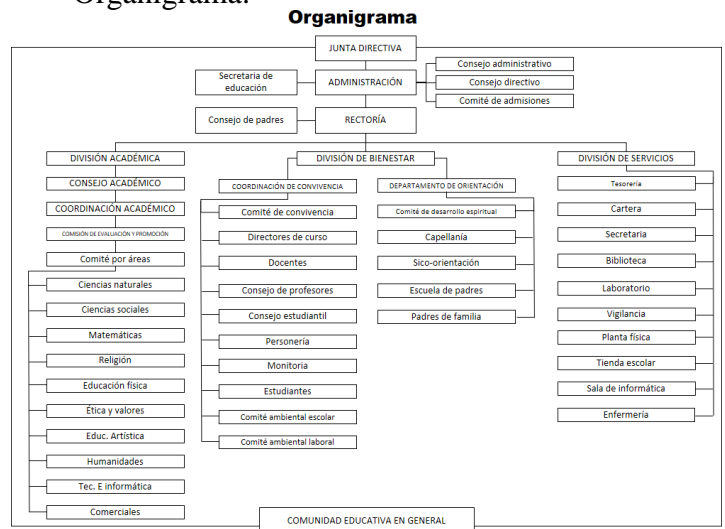 Organigrama.
Organigrama
JUNTA DIRECTIVA
Secretaria de
educación
ADMINISTRACIÓN
Consejo administrativo
Consejo directivo
Comité de admisiones
Consejo de padres
RECTORÍA
DIVISIÓN ACADÉMICA
CONSEJO ACADÉMICO
COORDINACIÓN ACADÉMICO
COMISIÓN DE EVALUACIÓN Y PROMOCIÓN
Comité por áreas
Ciencias naturales
Ciencias sociales
Matemáticas
Religión
Educación física
Ética y valores
Educ. Artística
Humanidades
Tec. E informática
Comerciales
DIVISIÓN DE BIENESTAR
COORDINACIÓN DE CONVIVENCIA
Comité de convivencia
Directores de curso
Docentes
Consejo de profesores
Consejo estudiantil
Personería
Monitoria
Estudiantes
Comité ambiental escolar
Comité ambiental laboral
DEPARTAMENTO DE ORIENTACIÓN
Comité de desarrollo espiritual
Capellanía
Sico-orientación
Escuela de padres
Padres de familia
DIVISIÓN DE SERVICIOS
Tesorería
Cartera
Secretaria
Biblioteca
Laboratorio
Vigilancia
Planta física
Tienda escolar
Sala de informática
Enfermería
COMUNIDAD EDUCATIVA EN GENERAL